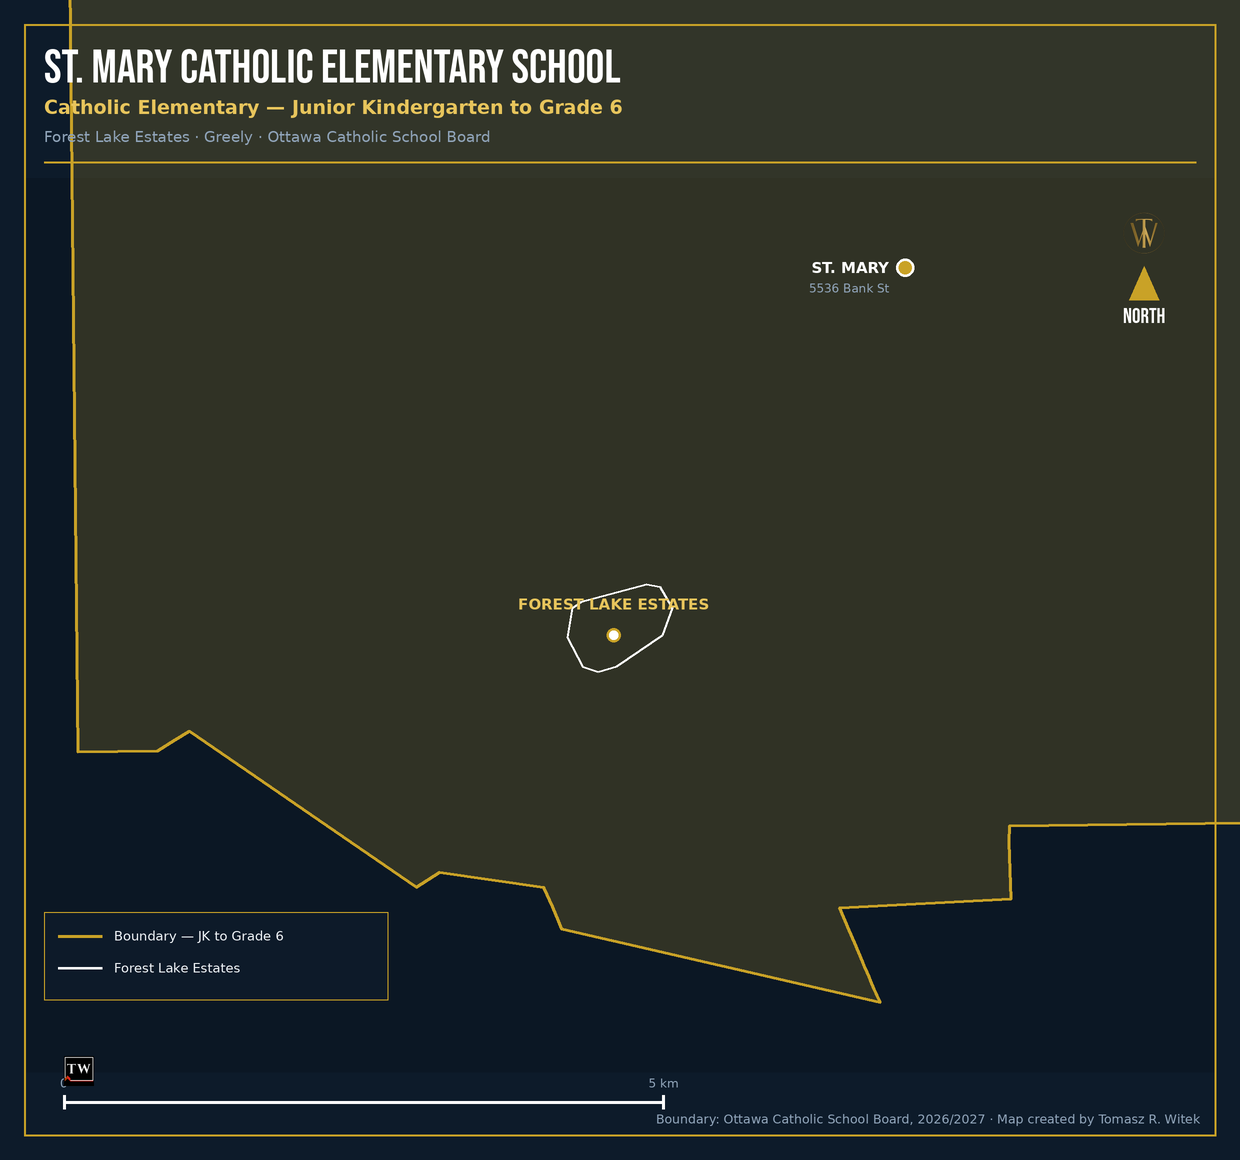 ST. MARY CATHOLIC ELEMENTARY SCHOOL
Catholic Elementary — Junior Kindergarten to Grade 6
Forest Lake Estates · Greely · Ottawa Catholic School Board
ST. MARY
5536 Bank St
NORTH
FOREST LAKE ESTATES
Boundary — JK to Grade 6
Forest Lake Estates
TW
0
5 km
Boundary: Ottawa Catholic School Board, 2026/2027 · Map created by Tomasz R. Witek